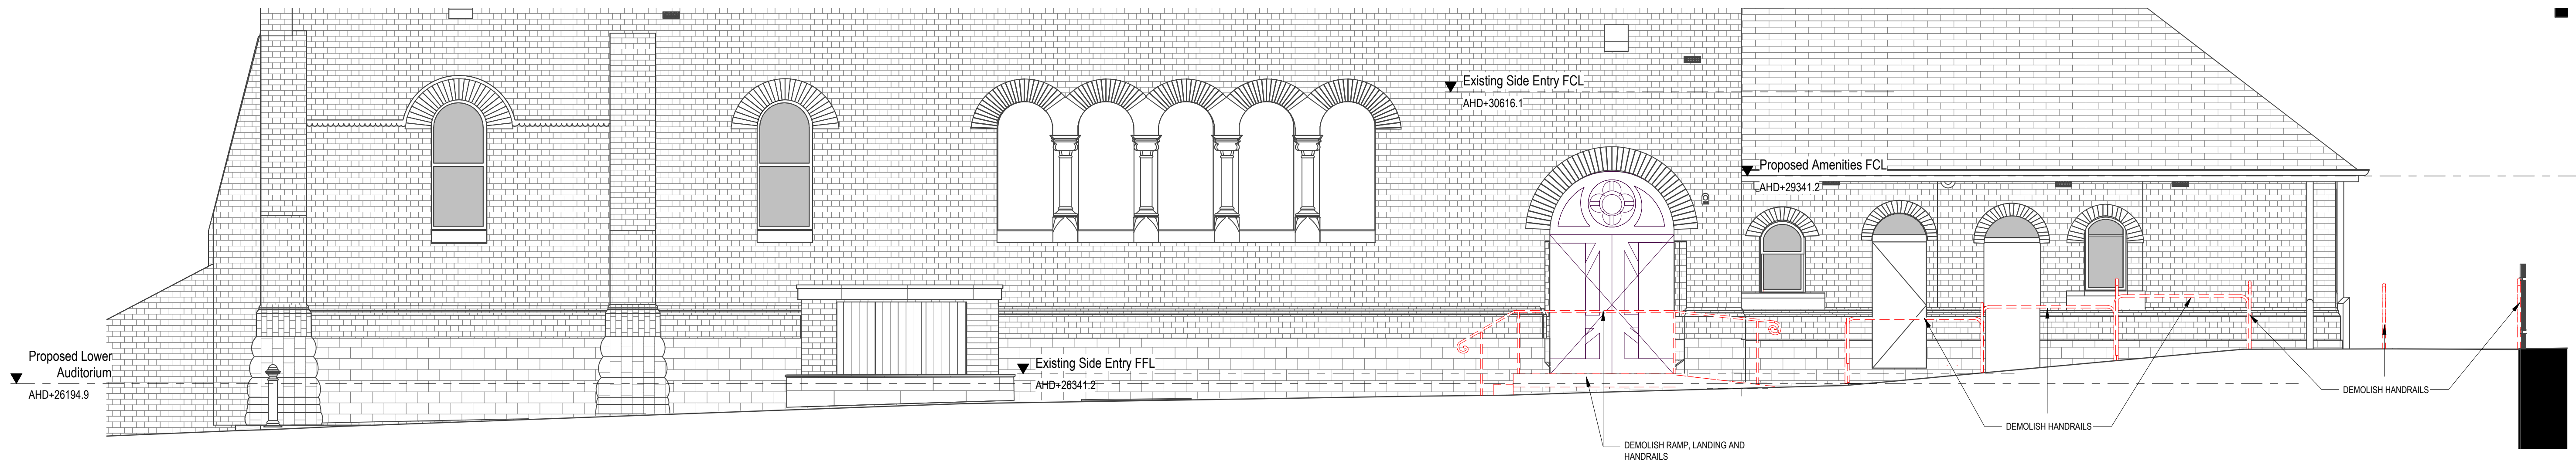 Existing Side Entry FCL
AHD+30616.1
Proposed Amenities FCL
AHD+29341.2
Proposed Lower
Auditorium
AHD+26194.9
Existing Side Entry FFL
AHD+26341.2
DEMOLISH HANDRAILS
DEMOLISH HANDRAILS
DEMOLISH RAMP, LANDING AND
HANDRAILS